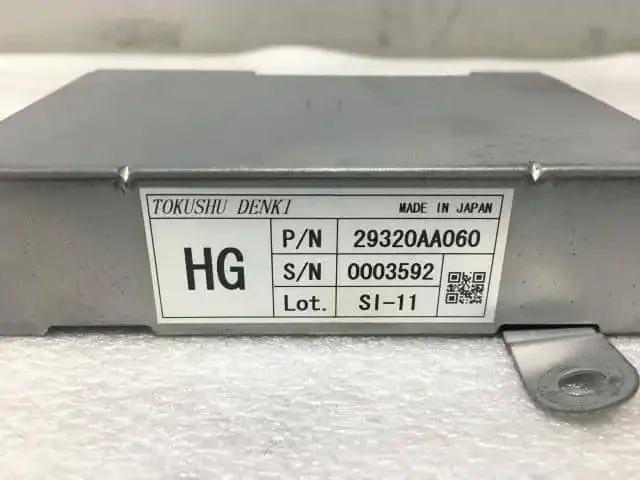 TOKUSHU DENKI MADE IN JAPAN
HG
P/N 29320AA060
S/N 0003592
Lot. SI-11